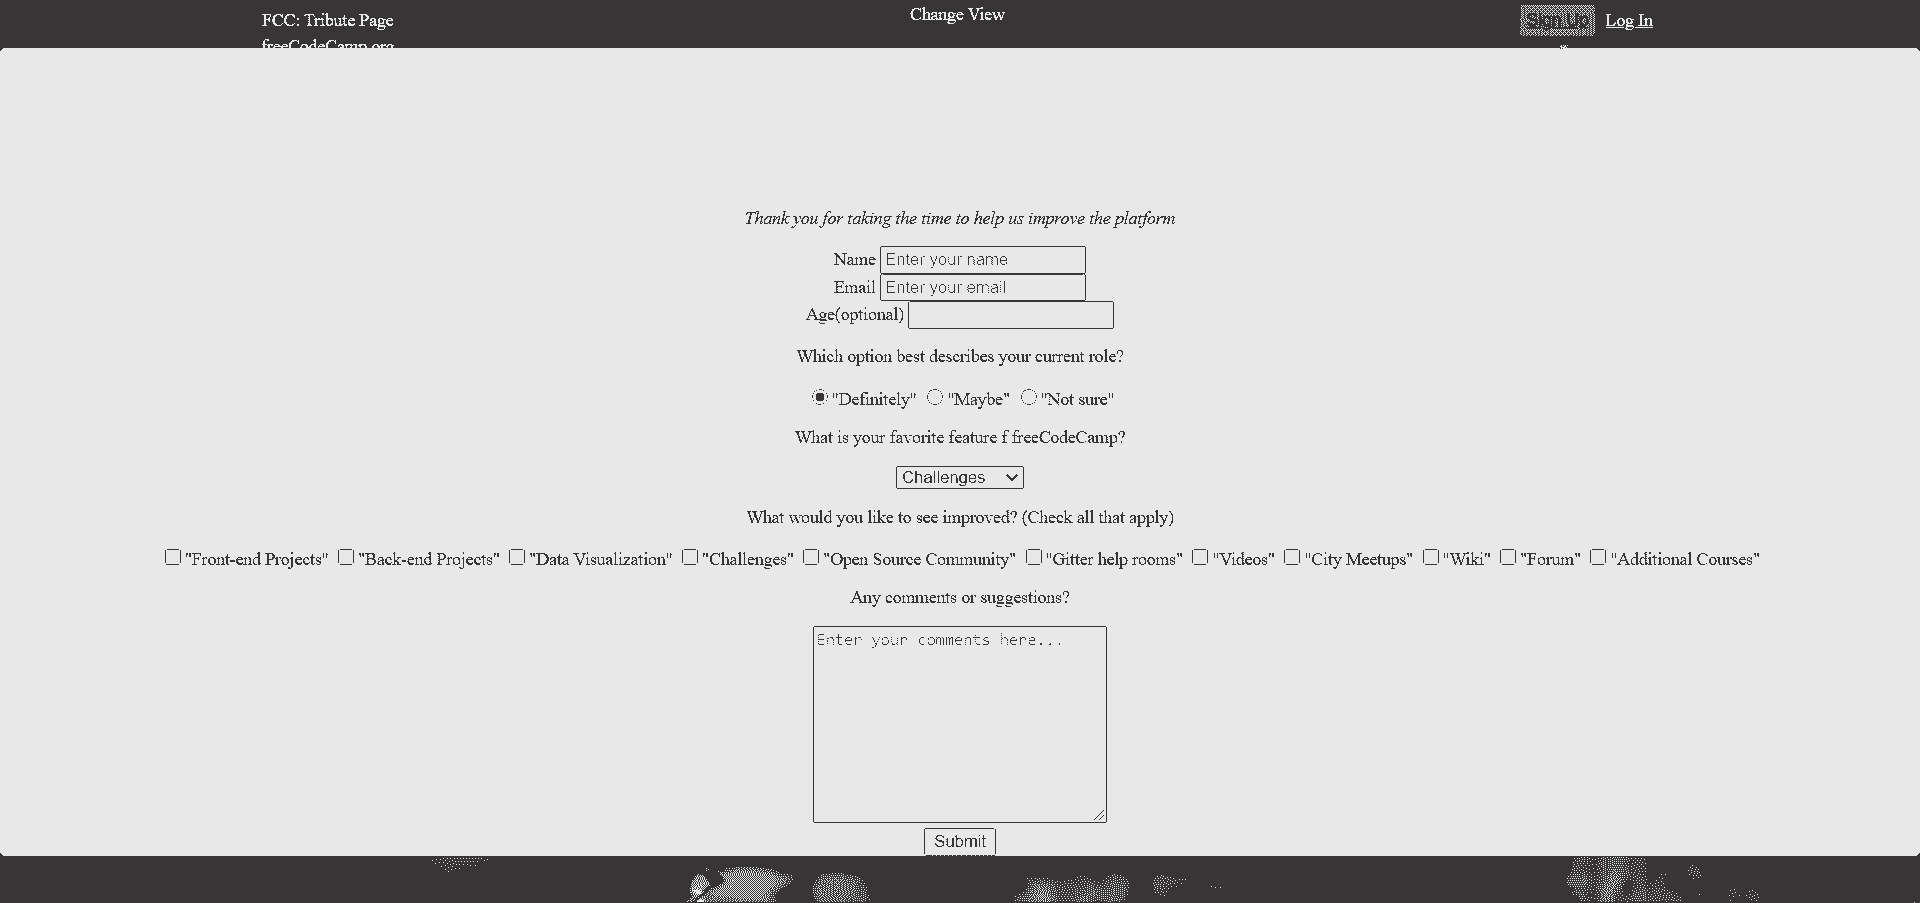 FCC: Tribute Page
freeCodeCamp.org
Change View
Sign Up Log In
Thank you for taking the time to help us improve the platform
Name Enter your name
Email Enter your email
Age(optional)
Which option best describes your current role?
"Definitely" "Maybe" "Not sure"
What is your favorite feature f freeCodeCamp?
Challenges
What would you like to see improved? (Check all that apply)
"Front-end Projects" "Back-end Projects" "Data Visualization" "Challenges" "Open Source Community" "Gitter help rooms" "Videos" "City Meetups" "Wiki" "Forum" "Additional Courses"
Any comments or suggestions?
Enter your comments here...
Submit